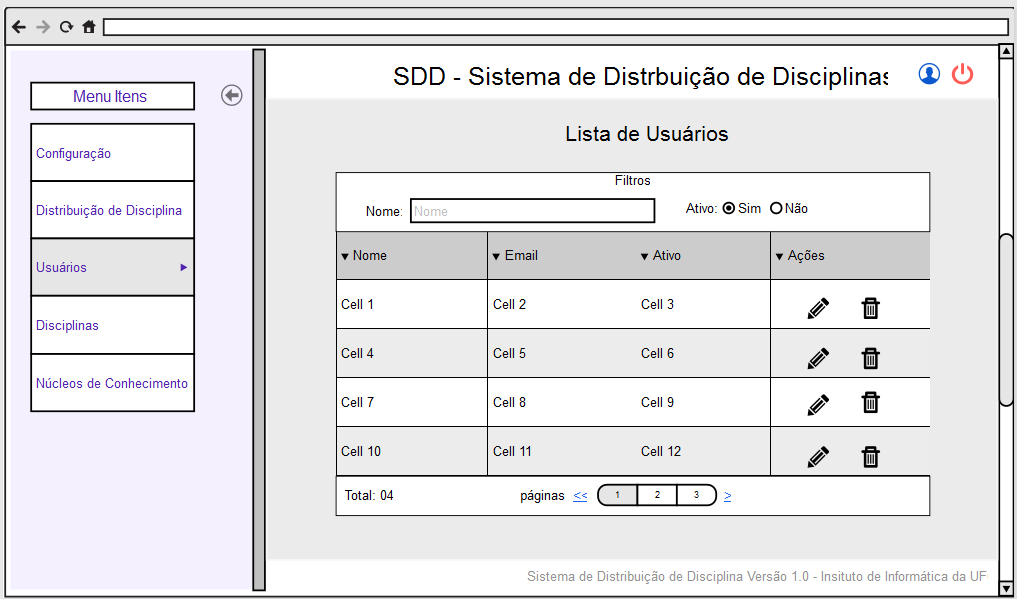 SDD - Sistema de Distrbuição de Disciplinas
Menu Itens
Configuração
Distribuição de Disciplina
Usuários
Disciplinas
Núcleos de Conhecimento
Lista de Usuários
Filtros
Nome: Nome Ativo: Sim Não
Nome Email Ativo Ações
Cell 1 Cell 2 Cell 3
Cell 4 Cell 5 Cell 6
Cell 7 Cell 8 Cell 9
Cell 10 Cell 11 Cell 12
Total: 04 páginas << 1 2 3 >
Sistema de Distribuição de Disciplina Versão 1.0 - Insituto de Informática da UF